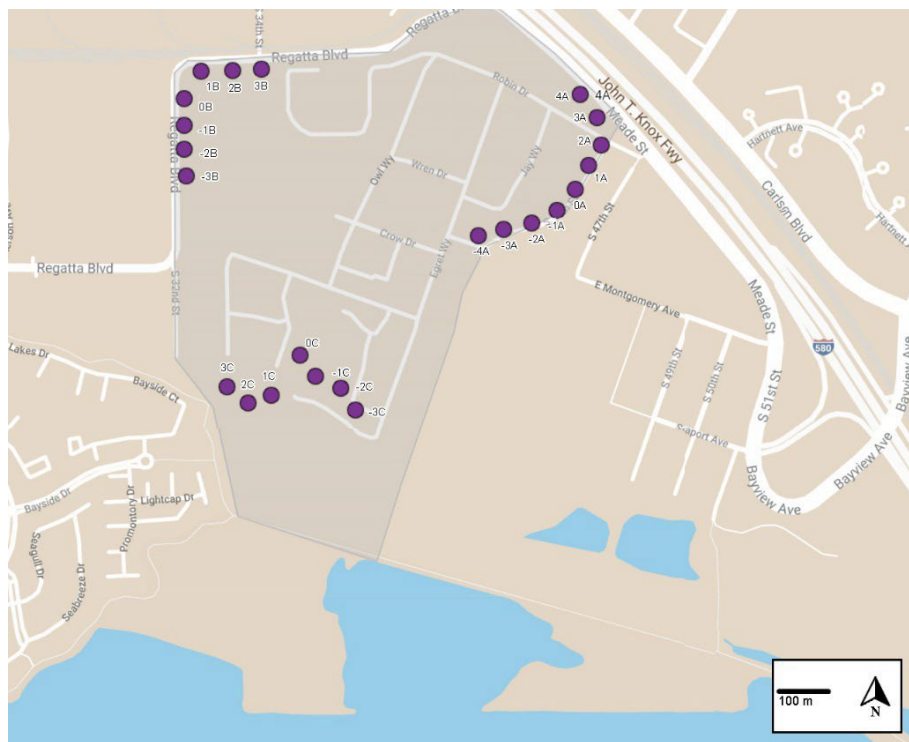 Regatta Blvd
S 34th St
Regatta Blvd
John T. Knox Fwy
Hartnett Ave
Carlson Blvd
Hartnett
4A
4A
3A
2A
1A
0A
-1A
-2A
-3A
-4A
Meade St
1B
2B
3B
0B
-1B
-2B
-3B
Regatta Blvd
Regatta Blvd
Robin Dr
Jay Wy
Owl Wy
Wren Dr
Crow Dr
Egret Wy
S 47th St
E Montgomery Ave
Meade St
S 32nd St
580
S 49th St
S 50th St
S 51st St
Bayview Ave
Bayview Ave
Bayview Ave
Lakes Dr
Bayside Ct
0C
-1C
-2C
-3C
3C
2C
1C
Bayside Dr
Promontory Dr
Lightcap Dr
Seagull Dr
Seabreeze Dr
100 m
N